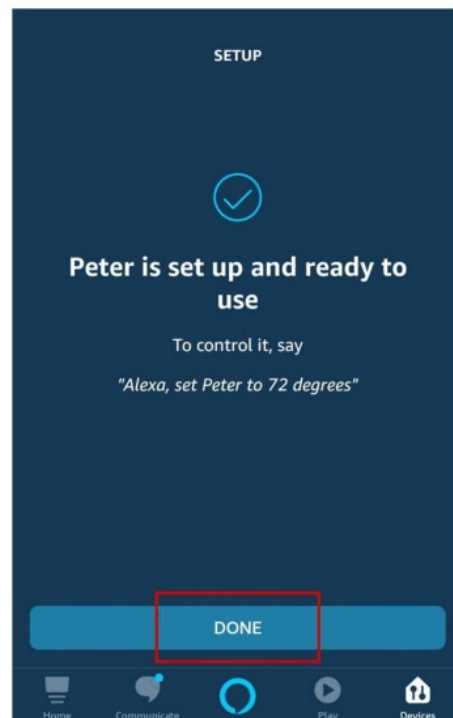 SETUP
Peter is set up and ready to
use
To control it, say
"Alexa, set Peter to 72 degrees"
DONE
Home Communicate Play Devices